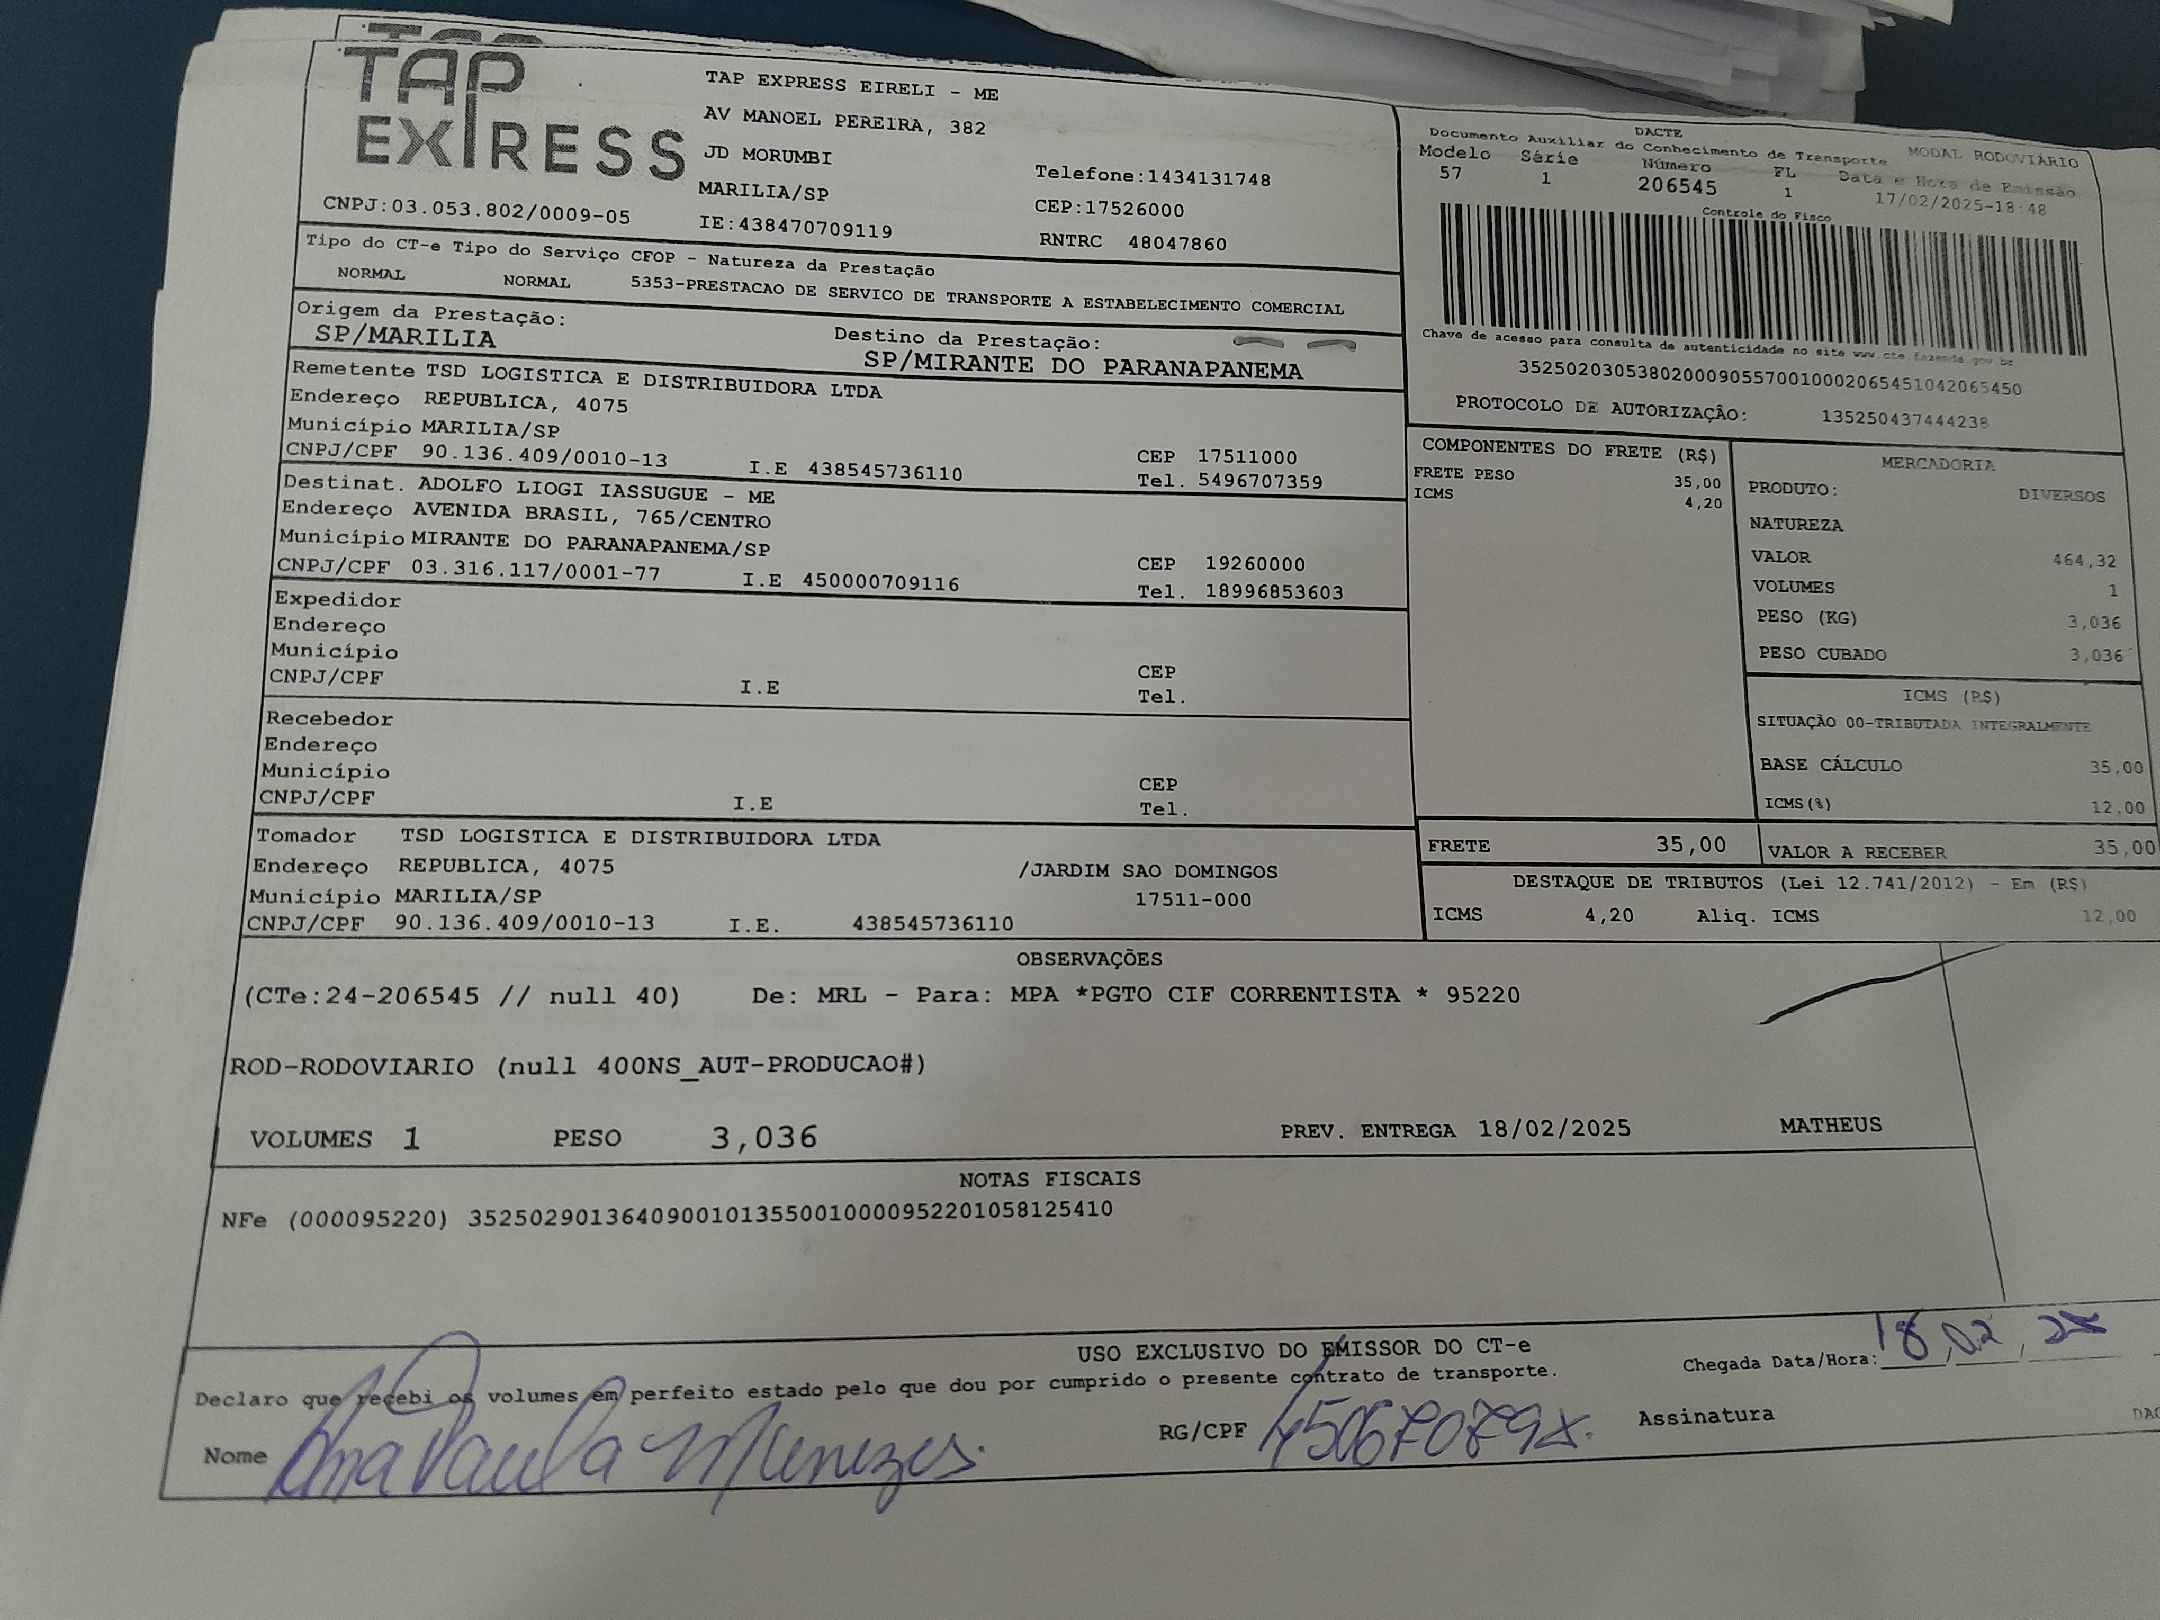 TAP
EXPRESS
CNPJ:03.053.802/0009-05
TAP EXPRESS EIRELI - ME
AV MANOEL PEREIRA, 382
JD MORUMBI
MARILIA/SP
IE:438470709119
Telefone:1434131748
CEP:17526000
RNTRC 48047860
DACTE
Documento Auxiliar do Conhecimento de Transporte MODAL RODOVIARIO
Modelo Série Número FL Data e Hora de Emissão
57 1 206545 1 17/02/2025-18:48
Controle do Fisco
Chave de acesso para consulta de autenticidade no site www.cte.fazenda.gov.br
35250203053802000905570010002065451042065450
PROTOCOLO DE AUTORIZAÇÃO: 135250437444238
Tipo do CT-e Tipo do Serviço CFOP - Natureza da Prestação
NORMAL NORMAL 5353-PRESTACAO DE SERVICO DE TRANSPORTE A ESTABELECIMENTO COMERCIAL
Origem da Prestação: Destino da Prestação:
SP/MARILIA SP/MIRANTE DO PARANAPANEMA
Remetente TSD LOGISTICA E DISTRIBUIDORA LTDA
Endereço REPUBLICA, 4075
Município MARILIA/SP CEP 17511000
CNPJ/CPF 90.136.409/0010-13 I.E 438545736110 Tel. 5496707359
Destinat. ADOLFO LIOGI IASSUGUE - ME
Endereço AVENIDA BRASIL, 765/CENTRO
Município MIRANTE DO PARANAPANEMA/SP CEP 19260000
CNPJ/CPF 03.316.117/0001-77 I.E 450000709116 Tel. 18996853603
Expedidor
Endereço
Município CEP
CNPJ/CPF I.E Tel.
Recebedor
Endereço
Município CEP
CNPJ/CPF I.E Tel.
Tomador TSD LOGISTICA E DISTRIBUIDORA LTDA
Endereço REPUBLICA, 4075 /JARDIM SAO DOMINGOS
Município MARILIA/SP 17511-000
CNPJ/CPF 90.136.409/0010-13 I.E. 438545736110
COMPONENTES DO FRETE (R$)
FRETE PESO 35,00
ICMS 4,20
MERCADORIA
PRODUTO: DIVERSOS
NATUREZA
VALOR 464,32
VOLUMES 1
PESO (KG) 3,036
PESO CUBADO 3,036
ICMS (R$)
SITUAÇÃO 00-TRIBUTADA INTEGRALMENTE
BASE CÁLCULO 35,00
ICMS(%) 12,00
FRETE 35,00 VALOR A RECEBER 35,00
DESTAQUE DE TRIBUTOS (Lei 12.741/2012) - Em (R$)
ICMS 4,20 Aliq. ICMS 12,00
OBSERVAÇÕES
(CTe:24-206545 // null 40) De: MRL - Para: MPA *PGTO CIF CORRENTISTA * 95220
ROD-RODOVIARIO (null 400NS_AUT-PRODUCAO#)
VOLUMES 1 PESO 3,036 PREV. ENTREGA 18/02/2025 MATHEUS
NOTAS FISCAIS
NFe (000095220) 35250290136409001013550010000952201058125410
USO EXCLUSIVO DO EMISSOR DO CT-e
Declaro que recebi os volumes em perfeito estado pelo que dou por cumprido o presente contrato de transporte.
Chegada Data/Hora: 18 02 25
Nome Ana Paula Menezes RG/CPF 450670879x. Assinatura